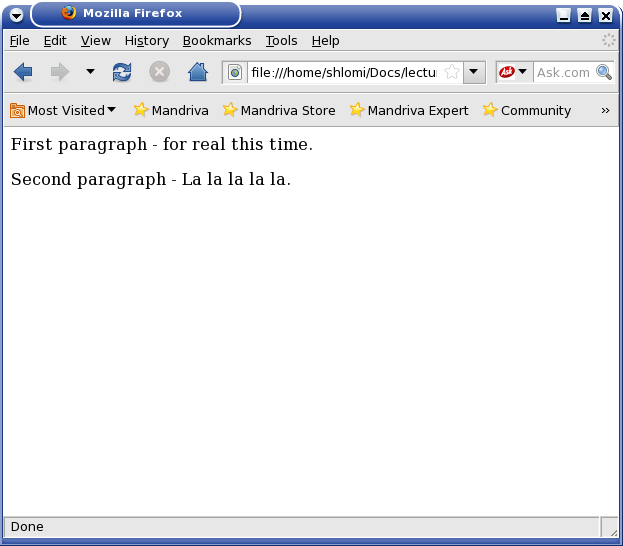 Mozilla Firefox
File Edit View History Bookmarks Tools Help
file:///home/shlomi/Docs/lectu Ask Ask.com
Most Visited Mandriva Mandriva Store Mandriva Expert Community »
First paragraph - for real this time.
Second paragraph - La la la la la.
Done